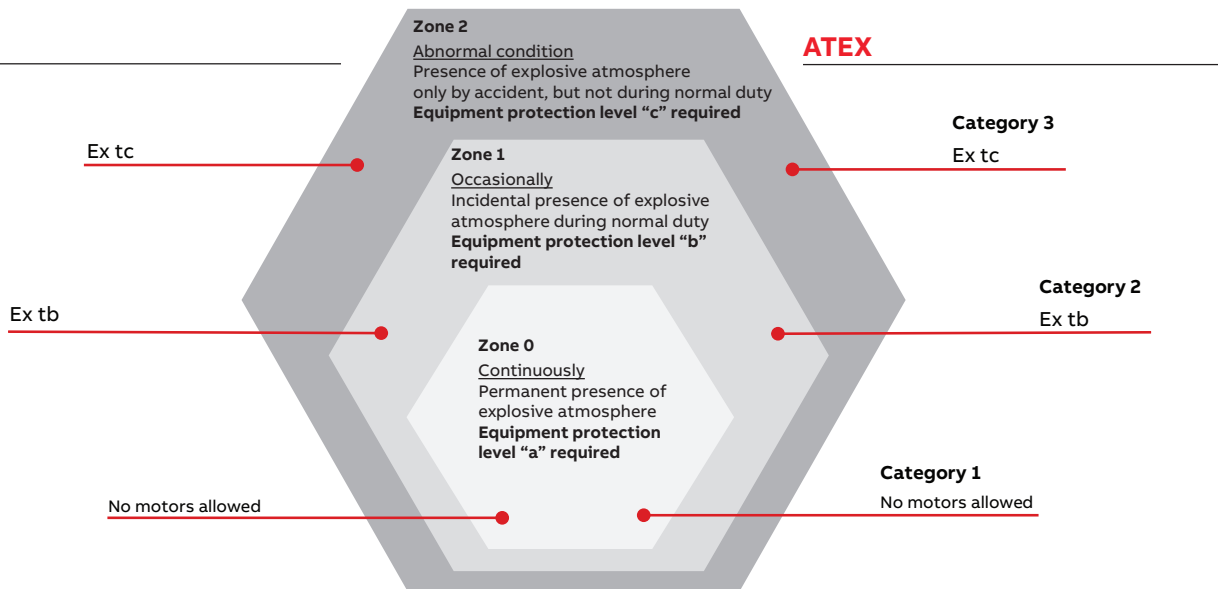 Zone 2
Abnormal condition
Presence of explosive atmosphere
only by accident, but not during normal duty
Equipment protection level “c” required
ATEX
Ex tc
Category 3
Ex tc
Zone 1
Occasionally
Incidental presence of explosive
atmosphere during normal duty
Equipment protection level “b”
required
Ex tb
Category 2
Ex tb
Zone 0
Continuously
Permanent presence of
explosive atmosphere
Equipment protection
level “a” required
No motors allowed
Category 1
No motors allowed